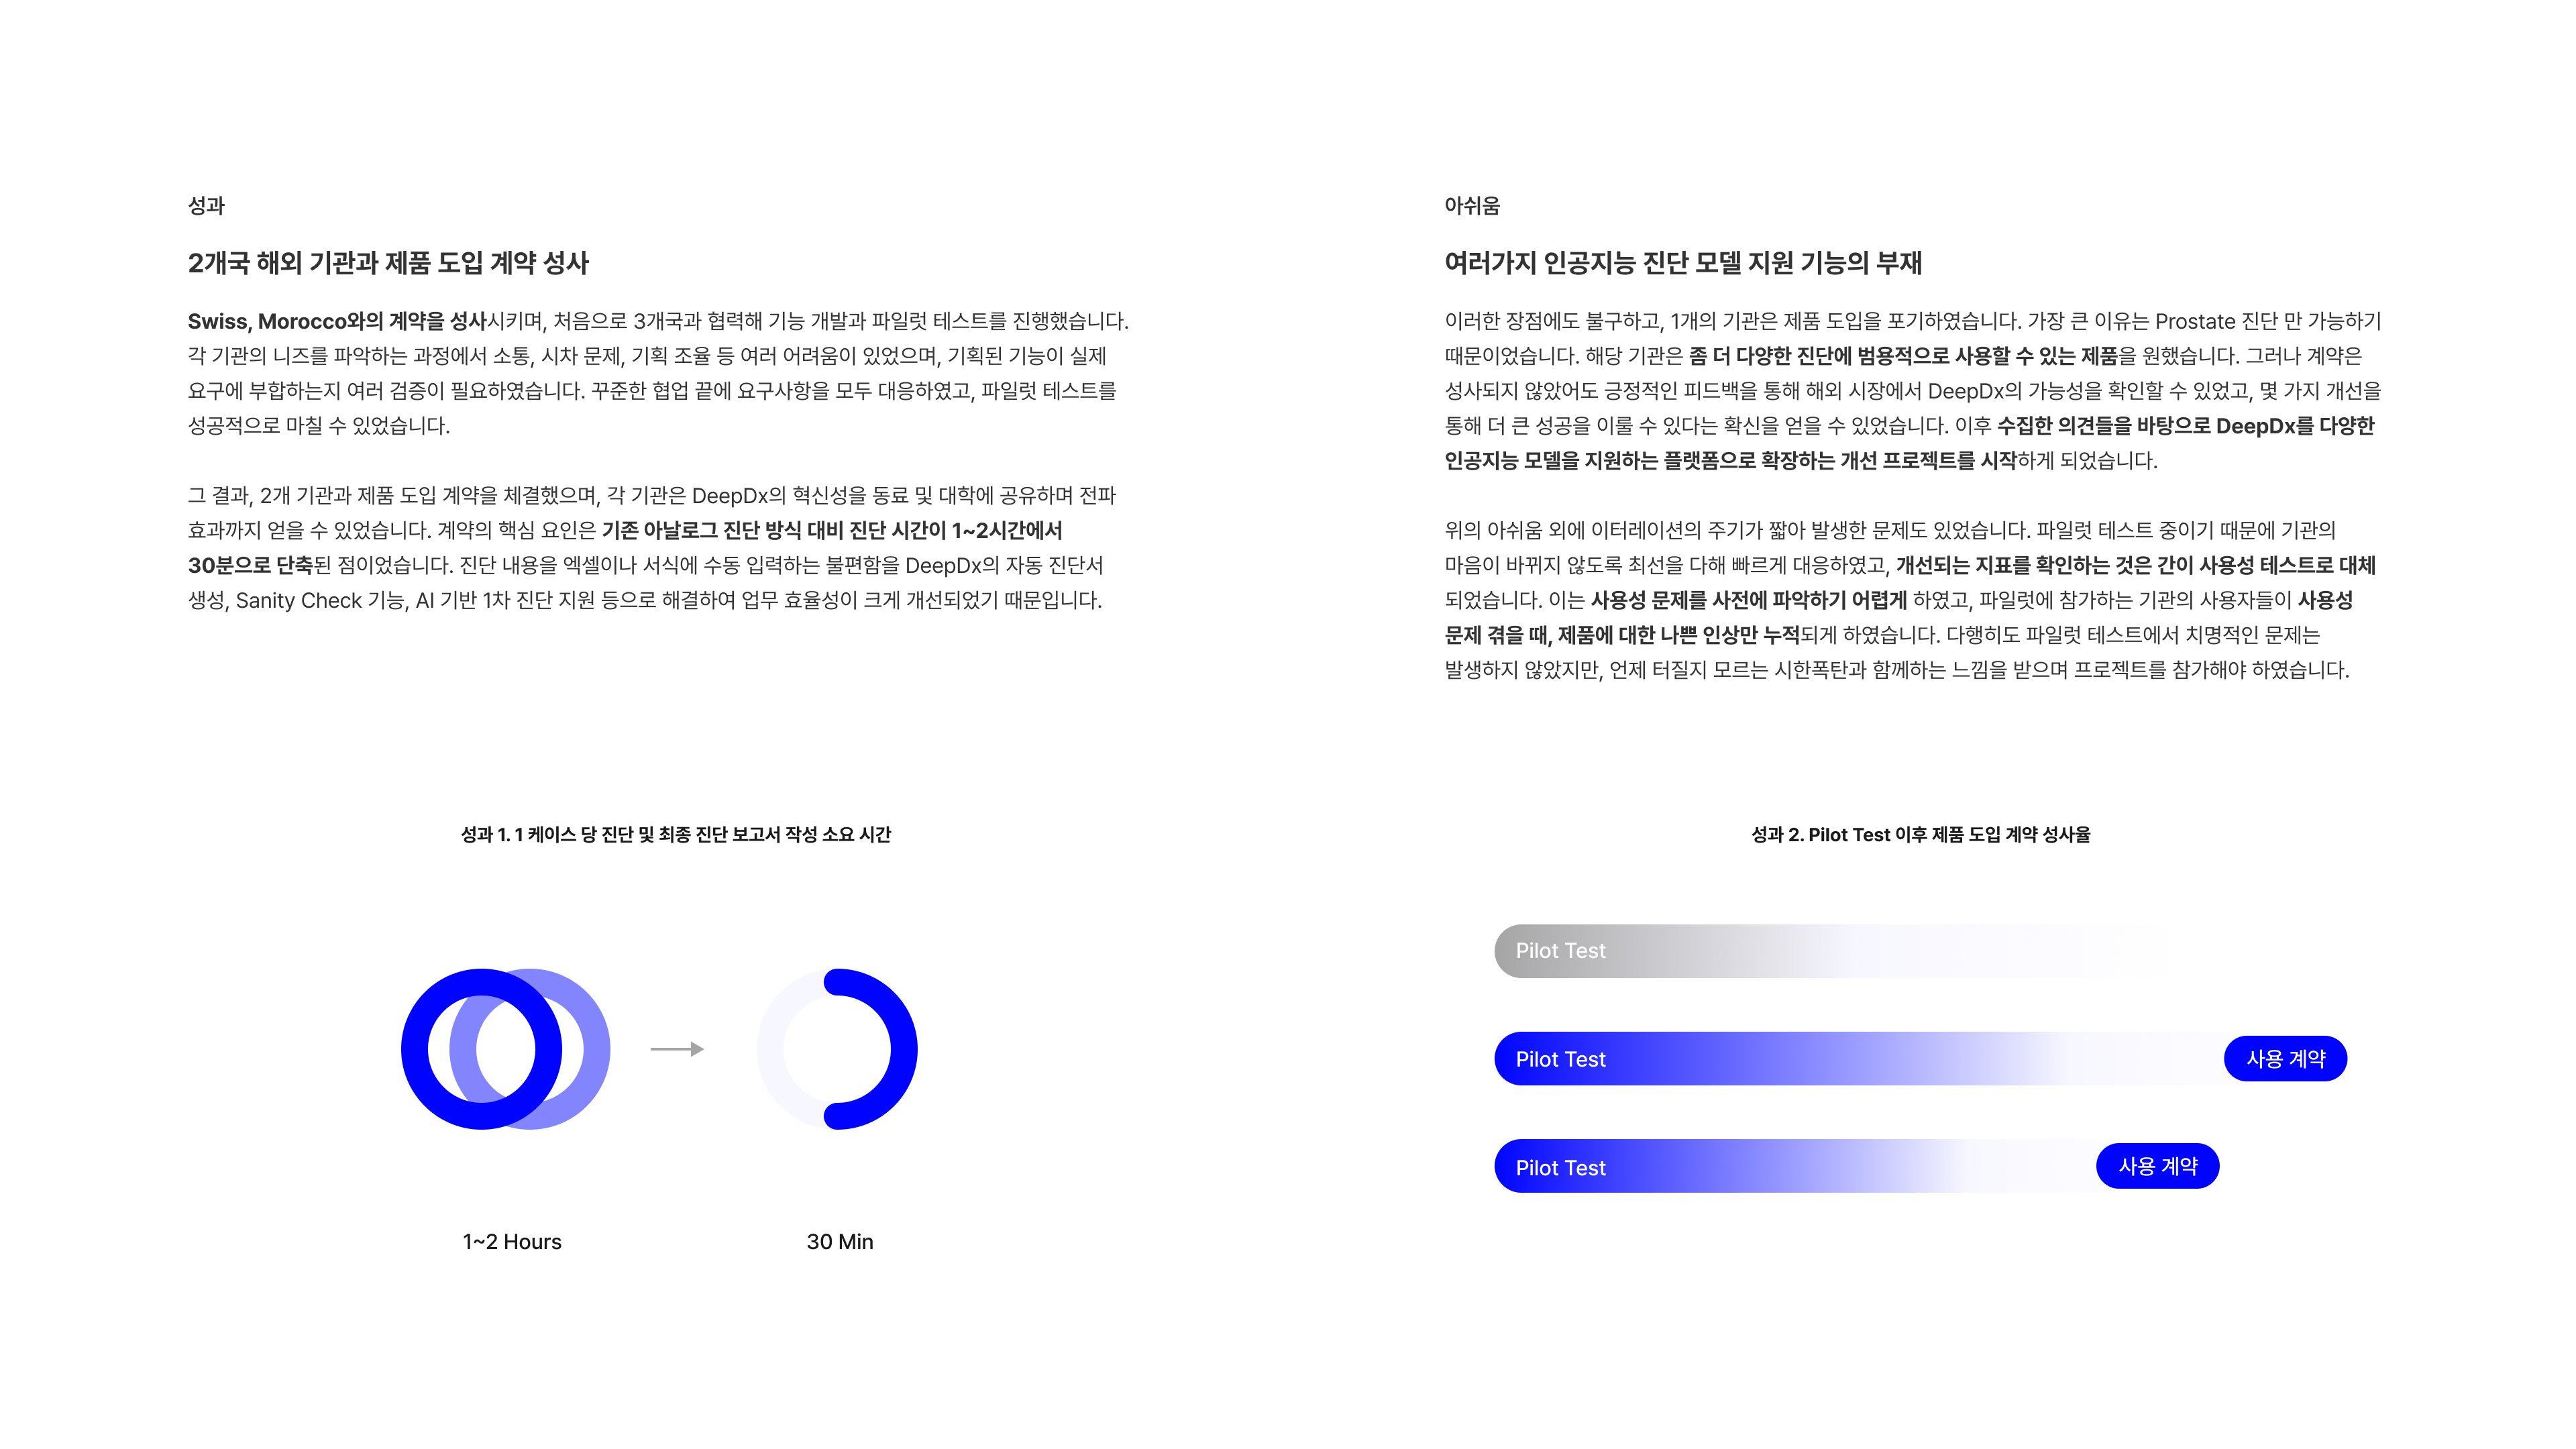 성과
2개국 해외 기관과 제품 도입 계약 성사
Swiss, Morocco와의 계약을 성사시키며, 처음으로 3개국과 협력해 기능 개발과 파일럿 테스트를 진행했습니다.
각 기관의 니즈를 파악하는 과정에서 소통, 시차 문제, 기획 조율 등 여러 어려움이 있었으며, 기획된 기능이 실제
요구에 부합하는지 여러 검증이 필요하였습니다. 꾸준한 협업 끝에 요구사항을 모두 대응하였고, 파일럿 테스트를
성공적으로 마칠 수 있었습니다.
그 결과, 2개 기관과 제품 도입 계약을 체결했으며, 각 기관은 DeepDx의 혁신성을 동료 및 대학에 공유하며 전파
효과까지 얻을 수 있었습니다. 계약의 핵심 요인은 기존 아날로그 진단 방식 대비 진단 시간이 1~2시간에서
30분으로 단축된 점이었습니다. 진단 내용을 엑셀이나 서식에 수동 입력하는 불편함을 DeepDx의 자동 진단서
생성, Sanity Check 기능, AI 기반 1차 진단 지원 등으로 해결하여 업무 효율성이 크게 개선되었기 때문입니다.
아쉬움
여러가지 인공지능 진단 모델 지원 기능의 부재
이러한 장점에도 불구하고, 1개의 기관은 제품 도입을 포기하였습니다. 가장 큰 이유는 Prostate 진단 만 가능하기
때문이었습니다. 해당 기관은 좀 더 다양한 진단에 범용적으로 사용할 수 있는 제품을 원했습니다. 그러나 계약은
성사되지 않았어도 긍정적인 피드백을 통해 해외 시장에서 DeepDx의 가능성을 확인할 수 있었고, 몇 가지 개선을
통해 더 큰 성공을 이룰 수 있다는 확신을 얻을 수 있었습니다. 이후 수집한 의견들을 바탕으로 DeepDx를 다양한
인공지능 모델을 지원하는 플랫폼으로 확장하는 개선 프로젝트를 시작하게 되었습니다.
위의 아쉬움 외에 이터레이션의 주기가 짧아 발생한 문제도 있었습니다. 파일럿 테스트 중이기 때문에 기관의
마음이 바뀌지 않도록 최선을 다해 빠르게 대응하였고, 개선되는 지표를 확인하는 것은 간이 사용성 테스트로 대체
되었습니다. 이는 사용성 문제를 사전에 파악하기 어렵게 하였고, 파일럿에 참가하는 기관의 사용자들이 사용성
문제 겪을 때, 제품에 대한 나쁜 인상만 누적되게 하였습니다. 다행히도 파일럿 테스트에서 치명적인 문제는
발생하지 않았지만, 언제 터질지 모르는 시한폭탄과 함께하는 느낌을 받으며 프로젝트를 참가해야 하였습니다.
성과 1. 1 케이스 당 진단 및 최종 진단 보고서 작성 소요 시간
1~2 Hours
30 Min
성과 2. Pilot Test 이후 제품 도입 계약 성사율
Pilot Test
Pilot Test
사용 계약
Pilot Test
사용 계약